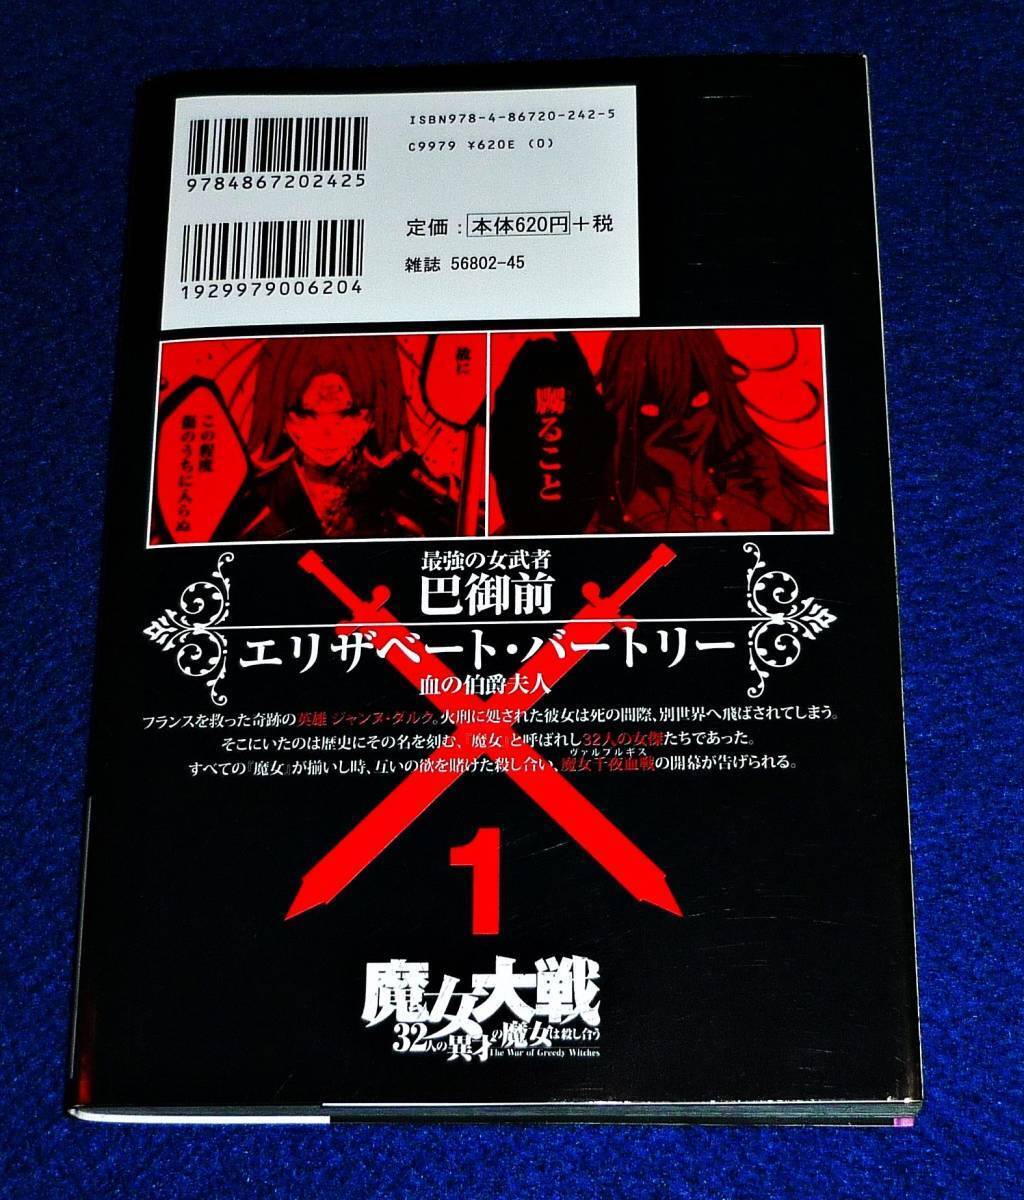 ISBN978-4-86720-242-5
C9979 ¥620E (0)
9784867202425
定価:本体620円+税
雑誌 56802-45
1929979006204
故に
この程度
傷のうちに入らぬ
嬲ること
最強の女武者
巴御前
エリザベート・バートリー
血の伯爵夫人
フランスを救った奇跡の英雄 ジャンヌ・ダルク。火刑に処された彼女は死の間際、別世界へ飛ばされてしまう。
そこにいたのは歴史にその名を刻む、『魔女』と呼ばれし32人の女傑たちであった。
ヴァルプルギス
すべての『魔女』が揃いし時、互いの欲を賭けた殺し合い、魔女千夜血戦の開幕が告げられる。
1
魔女大戦
32人の異才の魔女は殺し合う
The War of Greedy Witches